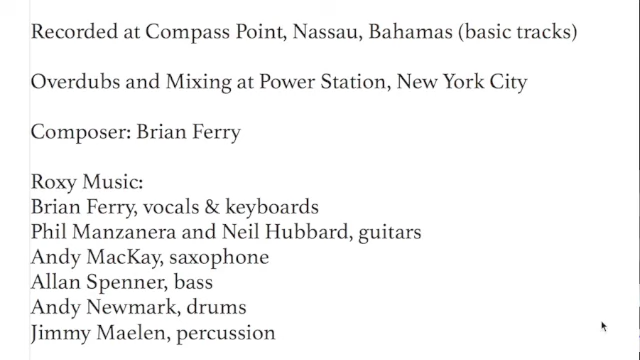 Recorded at Compass Point, Nassau, Bahamas (basic tracks)
Overdubs and Mixing at Power Station, New York City
Composer: Brian Ferry
Roxy Music:
Brian Ferry, vocals & keyboards
Phil Manzanera and Neil Hubbard, guitars
Andy MacKay, saxophone
Allan Spenner, bass
Andy Newmark, drums
Jimmy Maelen, percussion